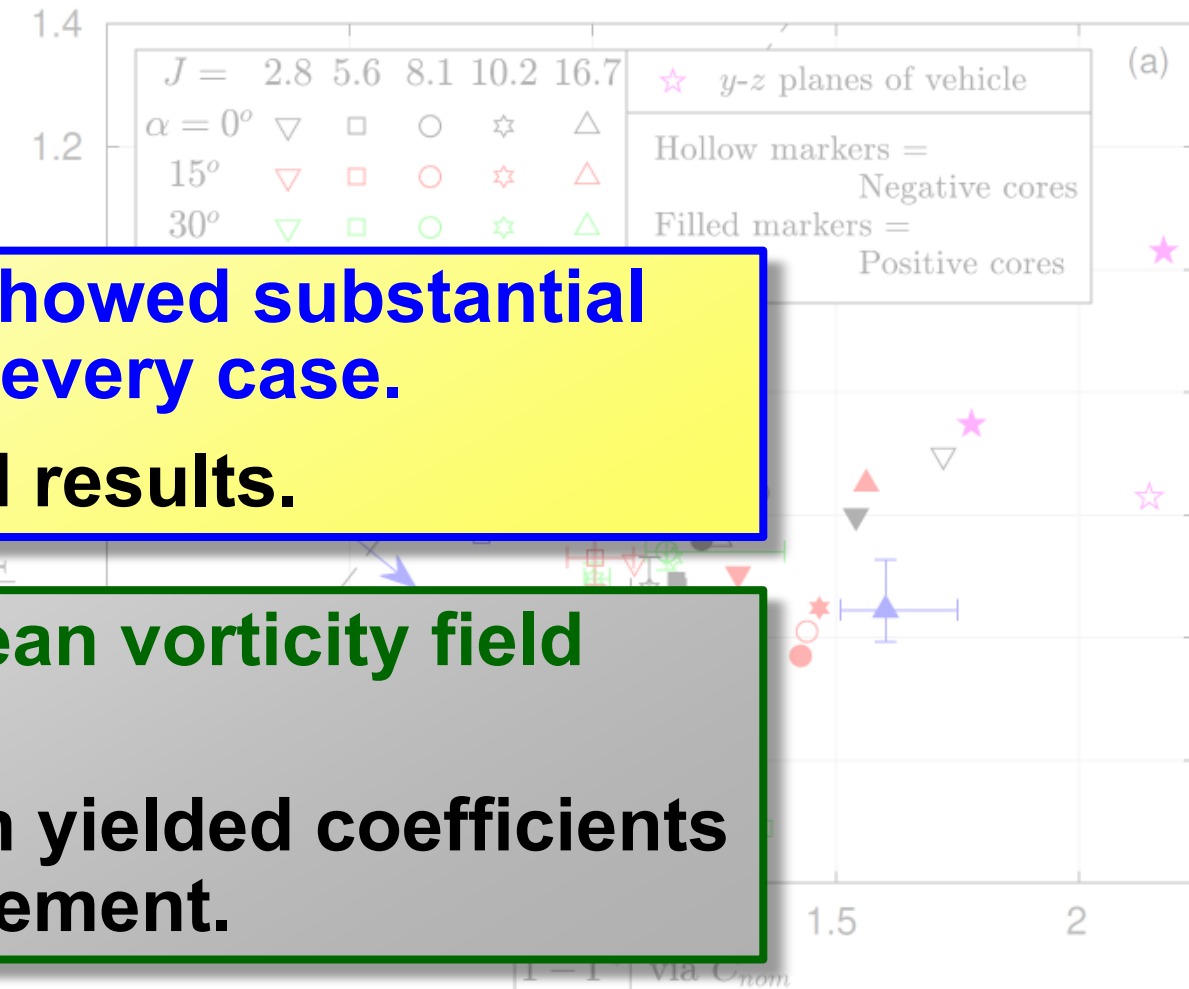 1.4
(a)
J = 2.8 5.6 8.1 10.2 16.7
α = 0° 
15°
30°
1.2
y-z planes of vehicle
Hollow markers =
Negative cores
Filled markers =
Positive cores
howed substantial
every case.
results.
ean vorticity field
yielded coefficients
ement.
1.5
2
via C_nom